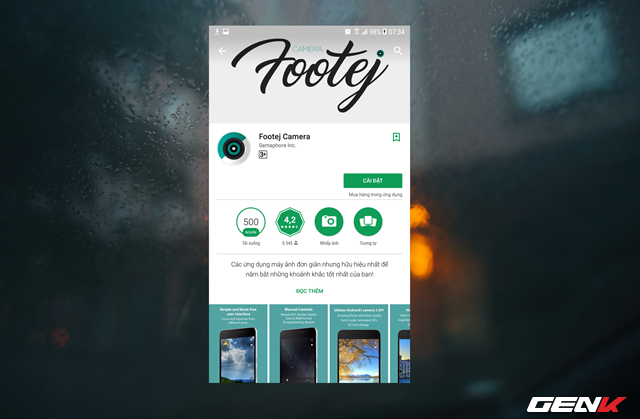 98% 07:34
CAMERA
Footej
Footej Camera
Semaphore Inc.
3+
CÀI ĐẶT
Mua hàng trong ứng dụng
500
NGHÌN
4,2
Tải xuống
5.545
Nhiếp ảnh
Tương tự
Các ứng dụng máy ảnh đơn giản nhưng hữu hiệu nhất để
nắm bắt những khoảnh khắc tốt nhất của bạn!
ĐỌC THÊM
Simple and bloat-free
user interface
Manual Controls
Utilizes Android's camera 2 API
GENK